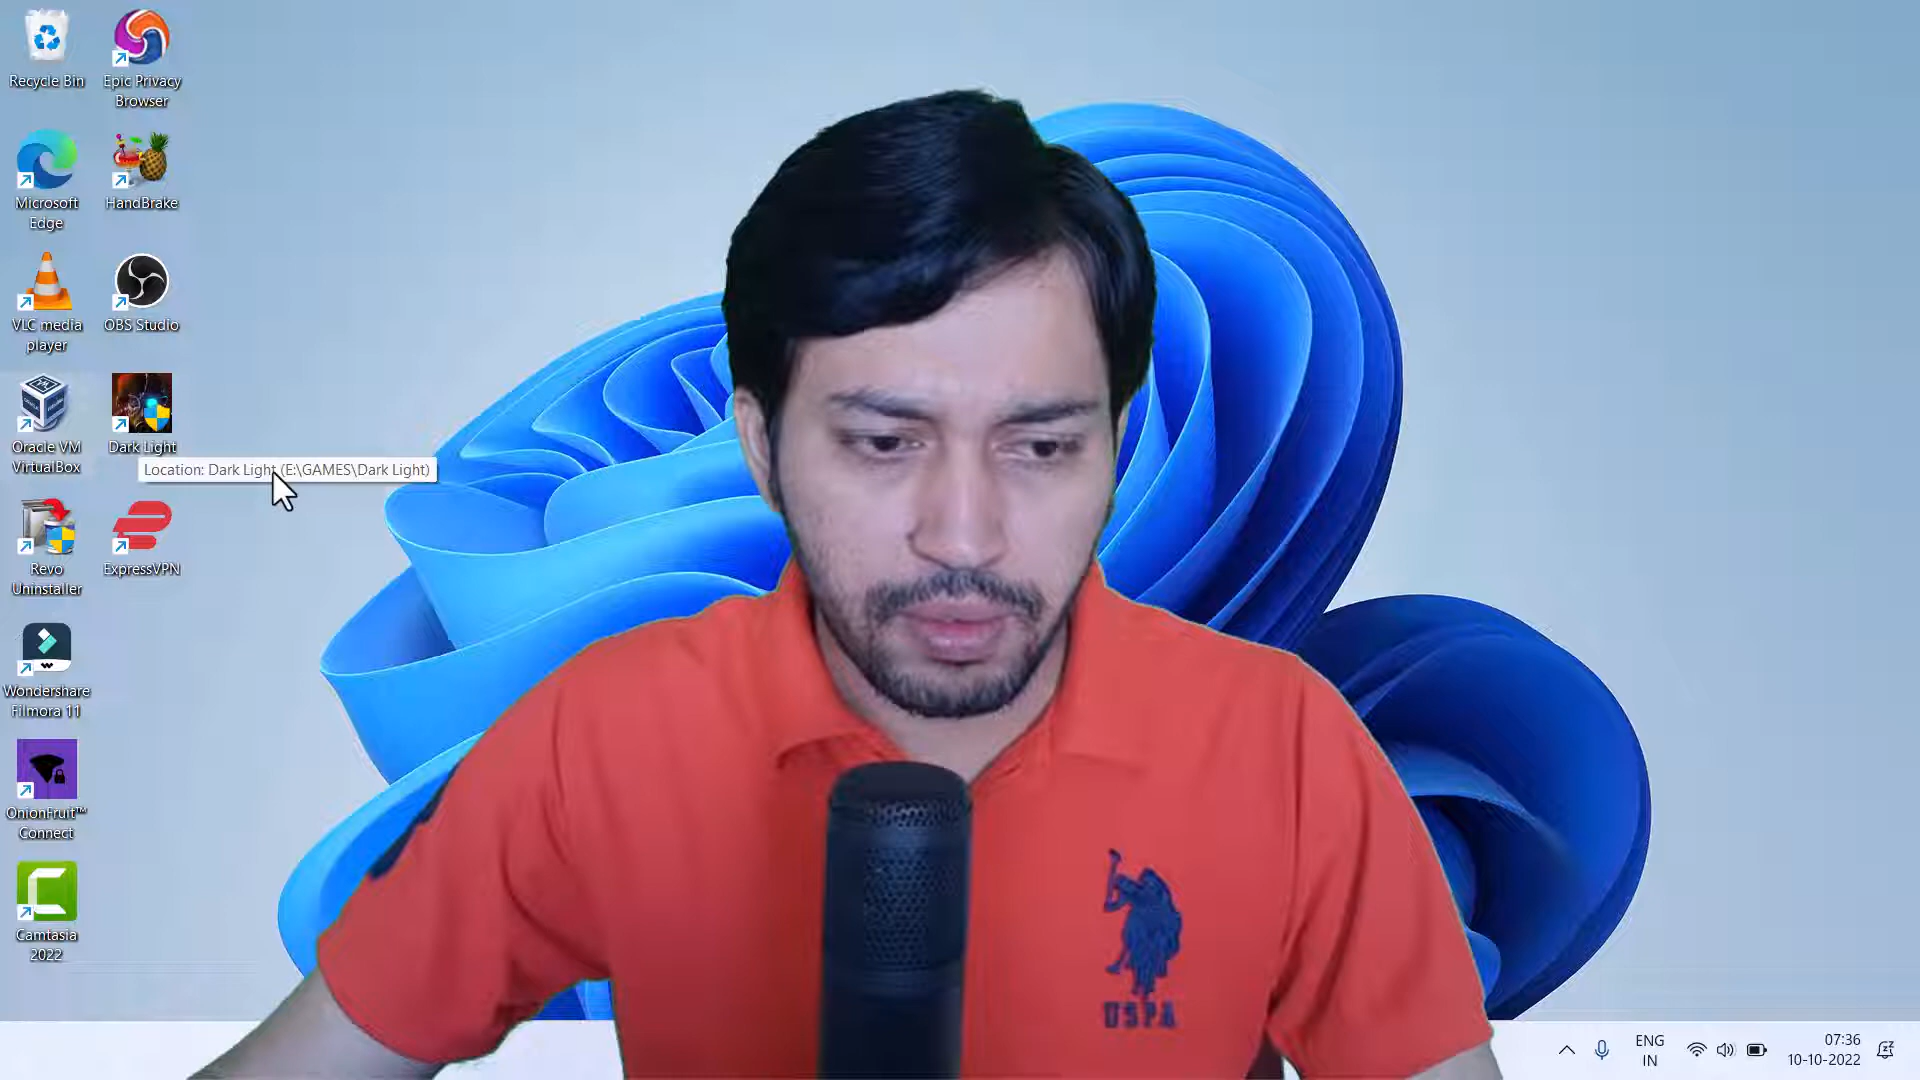 Recycle Bin
Epic Privacy
Browser
Microsoft
Edge
HandBrake
VLC media
player
OBS Studio
Oracle VM
VirtualBox
Dark Light
Location: Dark Light (E:\GAMES\Dark Light)
Revo
Uninstaller
ExpressVPN
Wondershare
Filmora 11
OnionFruit™
Connect
Camtasia
2022
USPA
ENG
IN
07:36
10-10-2022